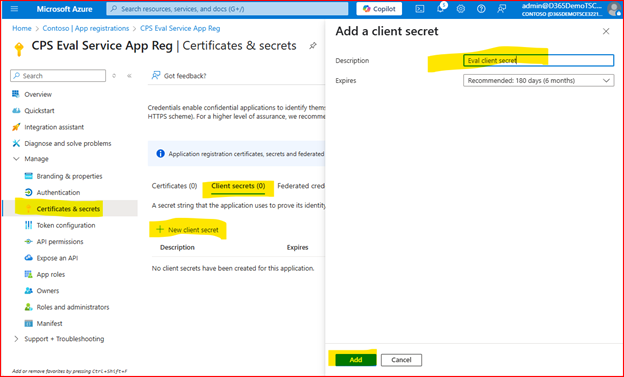 Microsoft Azure
Search resources, services, and docs (G+/)
Copilot
1
admin@D365DemoTSC...
CONTOSO (D365DEMOTSCE3221...
Home > Contoso | App registrations > CPS Eval Service App Reg
CPS Eval Service App Reg | Certificates & secrets
Search
Got feedback?
Overview
Quickstart
Integration assistant
Diagnose and solve problems
Manage
Branding & properties
Authentication
Certificates & secrets
Token configuration
API permissions
Expose an API
App roles
Owners
Roles and administrators
Manifest
Support + Troubleshooting
Add or remove favorites by pressing Ctrl+Shift+F
Credentials enable confidential applications to identify thems
HTTPS scheme). For a higher level of assurance, we recomme
Application registration certificates, secrets and federated
Certificates (0)
Client secrets (0)
Federated cred
A secret string that the application uses to prove its identity
New client secret
Description
Expires
No client secrets have been created for this application.
Add a client secret
Description
Eval client secret
Expires
Recommended: 180 days (6 months)
Add
Cancel